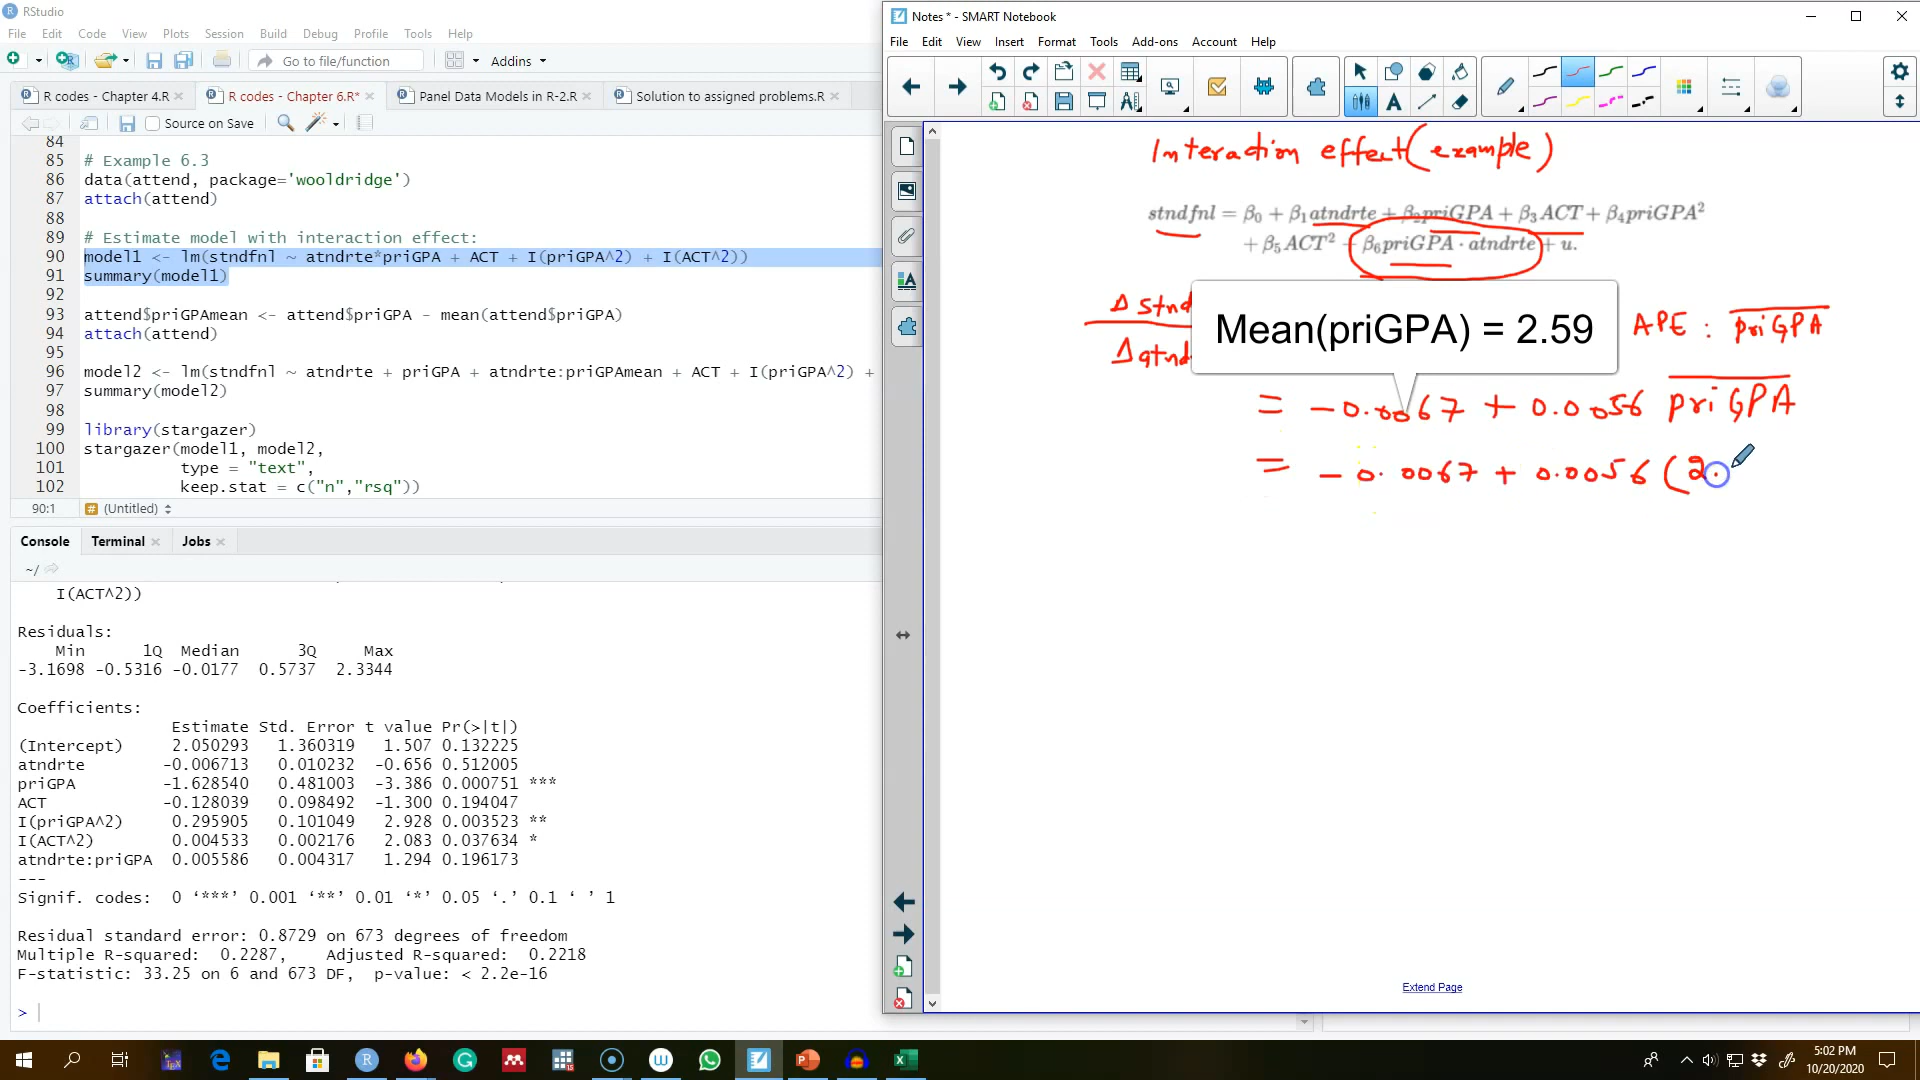 RStudio
File Edit Code View Plots Session Build Debug Profile Tools Help
Go to file/function Addins
R codes - Chapter 4.R R codes - Chapter 6.R* Panel Data Models in R-2.R Solution to assigned problems.R
Source on Save
84
85 # Example 6.3
86 data(attend, package='wooldridge')
87 attach(attend)
88
89 # Estimate model with interaction effect:
90 model1 <- lm(stndfnl ~ atndrte*priGPA + ACT + I(priGPA^2) + I(ACT^2))
91 summary(model1)
92
93 attend$priGPAmean <- attend$priGPA - mean(attend$priGPA)
94 attach(attend)
95
96 model2 <- lm(stndfnl ~ atndrte + priGPA + atndrte:priGPAmean + ACT + I(priGPA^2) +
97 summary(model2)
98
99 library(stargazer)
100 stargazer(model1, model2,
101 type = "text",
102 keep.stat = c("n","rsq"))
90:1 # (Untitled)
Console Terminal Jobs
~/
I(ACT^2))
Residuals:
Min 1Q Median 3Q Max
-3.1698 -0.5316 -0.0177 0.5737 2.3344
Coefficients:
Estimate Std. Error t value Pr(>|t|)
(Intercept) 2.050293 1.360319 1.507 0.132225
atndrte -0.006713 0.010232 -0.656 0.512005
priGPA -1.628540 0.481003 -3.386 0.000751 ***
ACT -0.128039 0.098492 -1.300 0.194047
I(priGPA^2) 0.295905 0.101049 2.928 0.003523 **
I(ACT^2) 0.004533 0.002176 2.083 0.037634 *
atndrte:priGPA 0.005586 0.004317 1.294 0.196173
---
Signif. codes: 0 ‘***’ 0.001 ‘**’ 0.01 ‘*’ 0.05 ‘.’ 0.1 ‘ ’ 1
Residual standard error: 0.8729 on 673 degrees of freedom
Multiple R-squared: 0.2287, Adjusted R-squared: 0.2218
F-statistic: 33.25 on 6 and 673 DF, p-value: < 2.2e-16
>
Notes * - SMART Notebook
File Edit View Insert Format Tools Add-ons Account Help
Interaction effect (example)
stndfnl = β0 + β1atndrte + β2priGPA + β3ACT + β4priGPA²
+ β5ACT² + β6priGPA · atndrte + u.
Δ stnd
Δ atnd
Mean(priGPA) = 2.59
APE : priGPA
= -0.0067 + 0.0056 priGPA
= -0.0067 + 0.0056 (2.
Extend Page
5:02 PM
10/20/2020